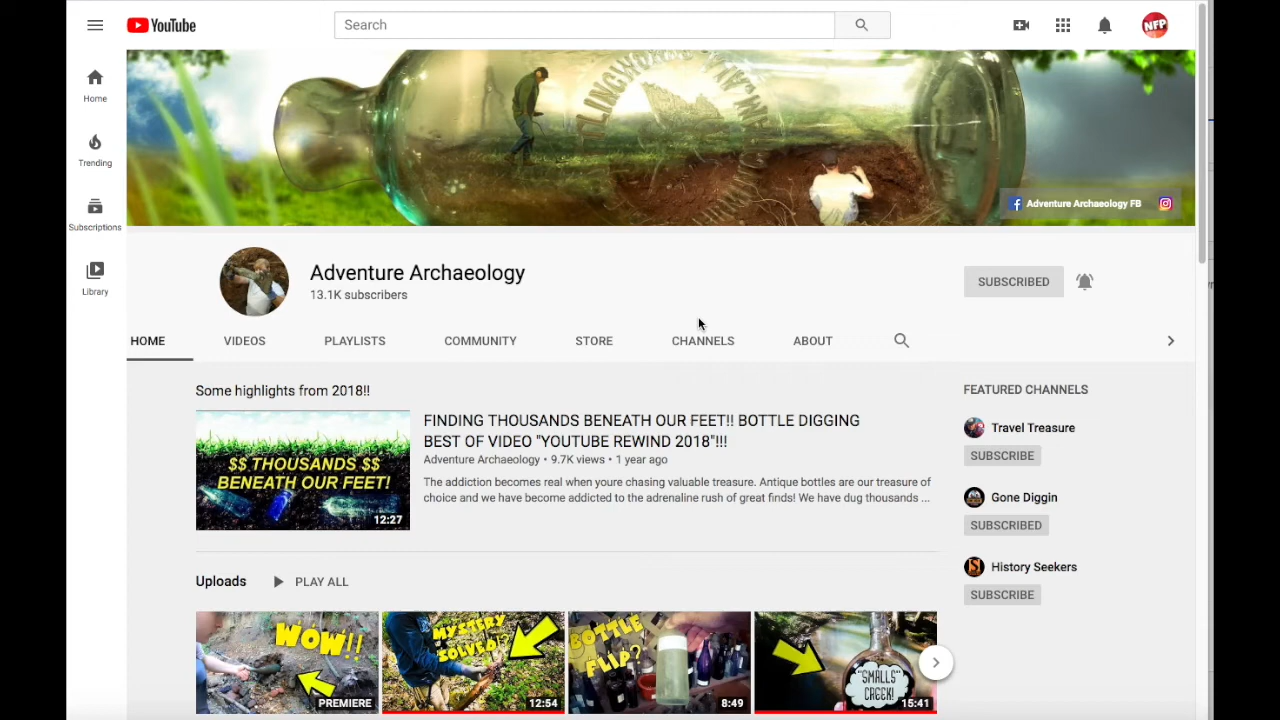 YouTube
Search
NFP
Home
Trending
Subscriptions
Library
Adventure Archaeology FB
Adventure Archaeology
13.1K subscribers
SUBSCRIBED
HOME
VIDEOS
PLAYLISTS
COMMUNITY
STORE
CHANNELS
ABOUT
Some highlights from 2018!!
$$ THOUSANDS $$
BENEATH OUR FEET!
12:27
FINDING THOUSANDS BENEATH OUR FEET!! BOTTLE DIGGING
BEST OF VIDEO "YOUTUBE REWIND 2018"!!!
Adventure Archaeology • 9.7K views • 1 year ago
The addiction becomes real when youre chasing valuable treasure. Antique bottles are our treasure of
choice and we have become addicted to the adrenaline rush of great finds! We have dug thousands ...
FEATURED CHANNELS
Travel Treasure
SUBSCRIBE
Gone Diggin
SUBSCRIBED
History Seekers
SUBSCRIBE
Uploads
PLAY ALL
WOW!!
PREMIERE
MYSTERY
SOLVED?
12:54
BOTTLE
FLIP?
8:49
"SMALLS"
CREEK!
15:41